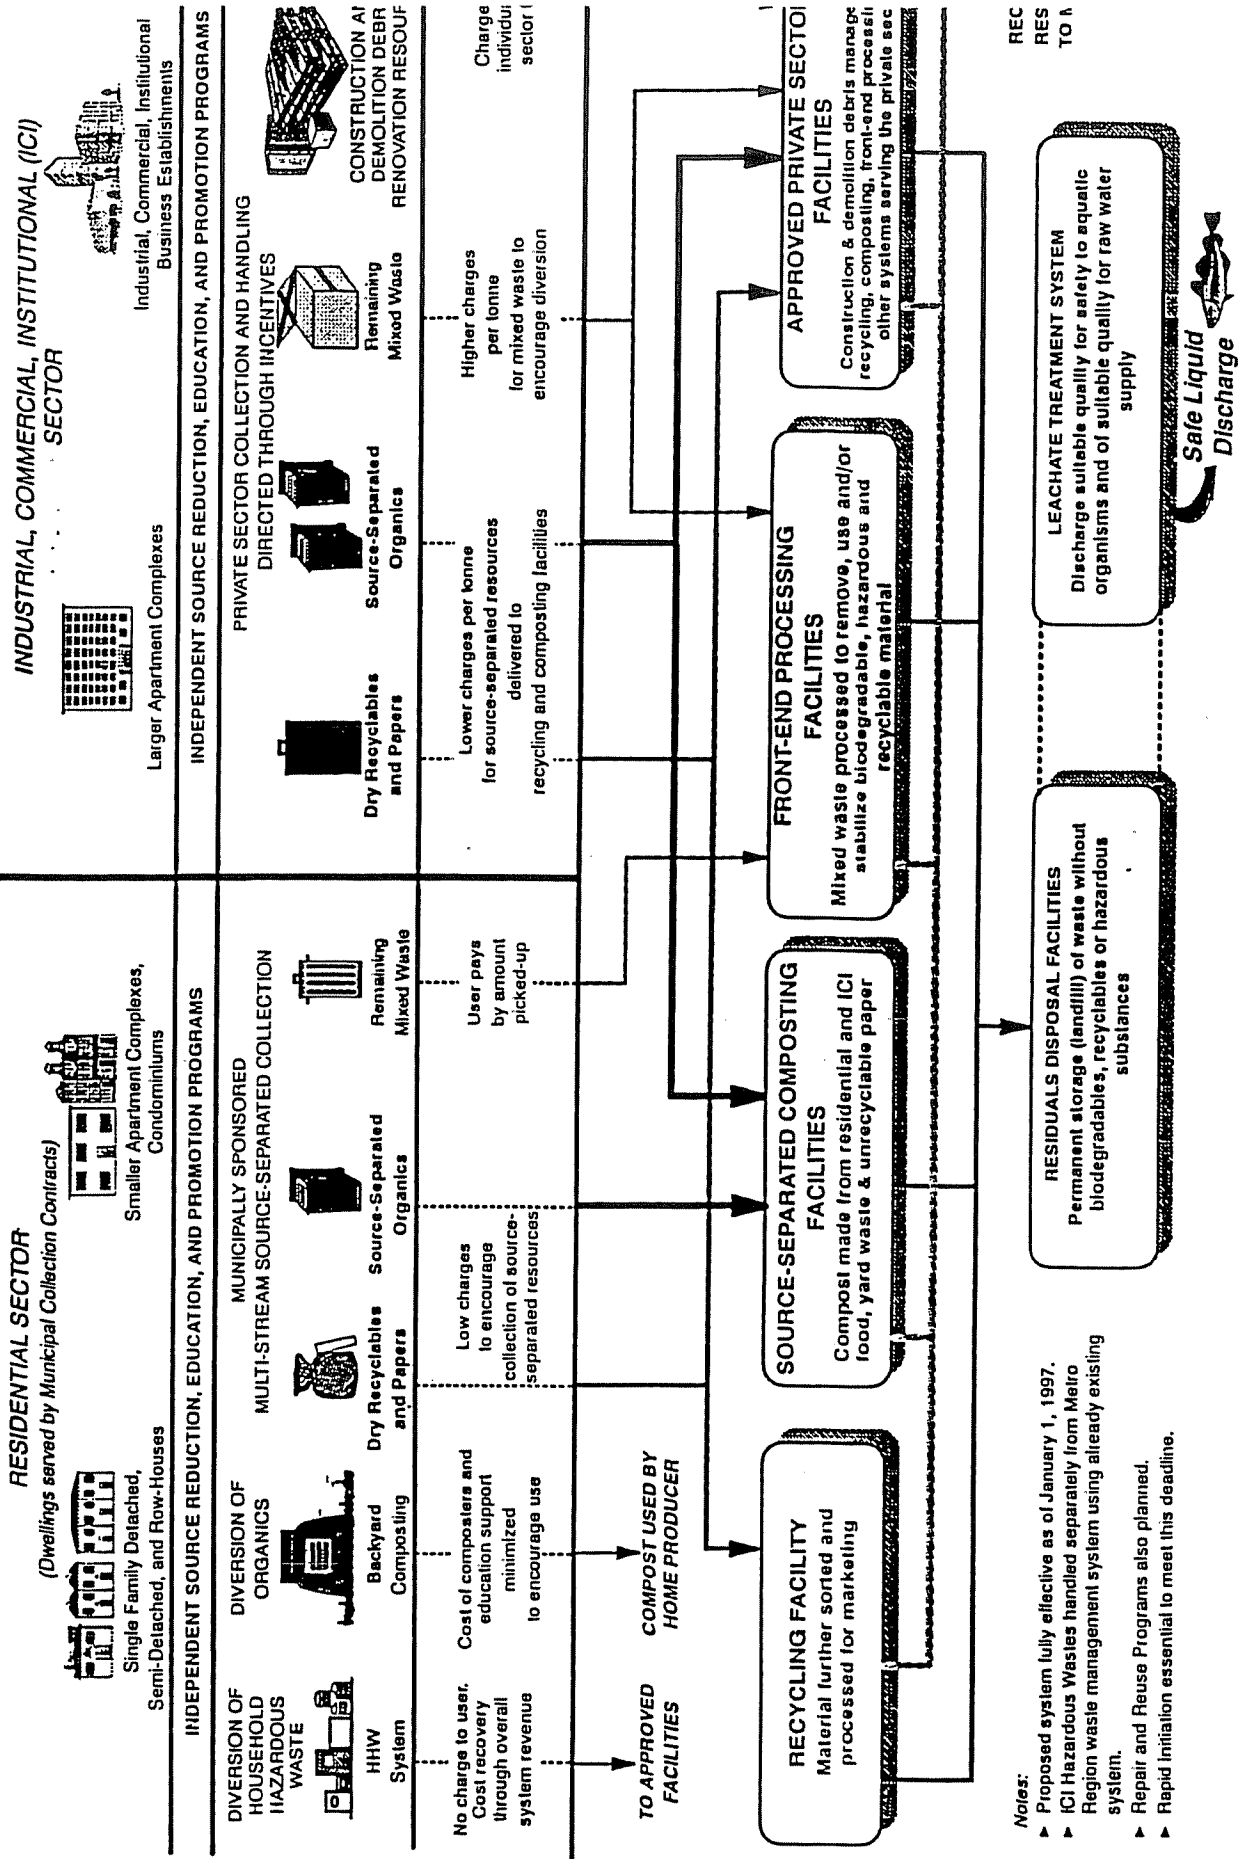 RESIDENTIAL SECTOR
(Dwellings served by Municipal Collection Contracts)
Single Family Detached,
Semi-Detached, and Row-Houses
Smaller Apartment Complexes,
Condominiums
INDUSTRIAL, COMMERCIAL, INSTITUTIONAL (ICI)
SECTOR
Larger Apartment Complexes
Industrial, Commercial, Institutional
Business Establishments
INDEPENDENT SOURCE REDUCTION, EDUCATION, AND PROMOTION PROGRAMS
INDEPENDENT SOURCE REDUCTION, EDUCATION, AND PROMOTION PROGRAMS
DIVERSION OF
HOUSEHOLD
HAZARDOUS
WASTE
HHW
System
DIVERSION OF
ORGANICS
Backyard
Composting
MUNICIPALLY SPONSORED
MULTI-STREAM SOURCE-SEPARATED COLLECTION
Dry Recyclables
and Papers
Source-Separated
Organics
Remaining
Mixed Waste
PRIVATE SECTOR COLLECTION AND HANDLING
DIRECTED THROUGH INCENTIVES
Dry Recyclables
and Papers
Source-Separated
Organics
Remaining
Mixed Waste
CONSTRUCTION
DEMOLITION
RENOVATION
No charge to user.
Cost recovery
through overall
system revenue
Cost of composters and
education support
minimized
to encourage use
Low charges
to encourage
collection of source-
separated resources
User pays
by amount
picked-up
Lower charges per tonne
for source-separated resources
delivered to
recycling and composting facilities
Higher charges
per tonne
for mixed waste to
encourage diversion
Charge
sector
TO APPROVED
FACILITIES
COMPOST USED BY
HOME PRODUCER
RECYCLING FACILITY
Material further sorted and
processed for marketing
SOURCE-SEPARATED COMPOSTING
FACILITIES
Compost made from residential and ICI
food, yard waste & unrecyclable paper
FRONT-END PROCESSING
FACILITIES
Mixed waste processed to remove, use and/or
stabilize biodegradable, hazardous and
recyclable material
APPROVED PRIVATE
FACILITIES
Construction & demolition debris
recycling, composting, front-end
other systems serving the private
RESIDUALS DISPOSAL FACILITIES
Permanent storage (landfill) of waste without
biodegradables, recyclables or hazardous
substances
LEACHATE TREATMENT SYSTEM
Discharge suitable quality for safety to aquatic
organisms and of suitable quality for raw water
supply
Safe Liquid
Discharge
REC
RES
TO
Notes:
► Proposed system fully effective as of January 1, 1997.
► ICI Hazardous Wastes handled separately from Metro
Region waste management system using already existing
system.
► Repair and Reuse Programs also planned.
► Rapid Initiation essential to meet this deadline.